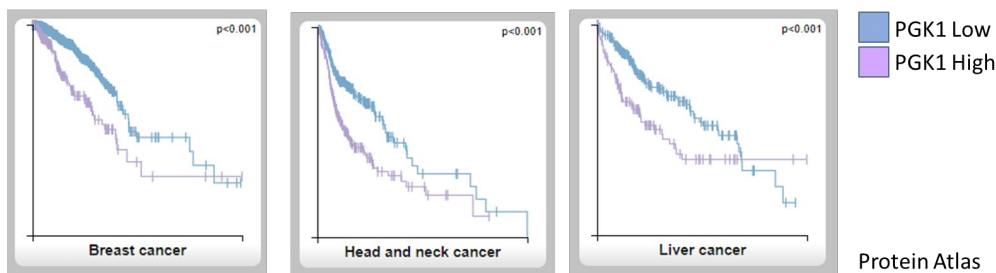 p<0.001
Breast cancer
p<0.001
Head and neck cancer
p<0.001
Liver cancer
PGK1 Low
PGK1 High
Protein Atlas